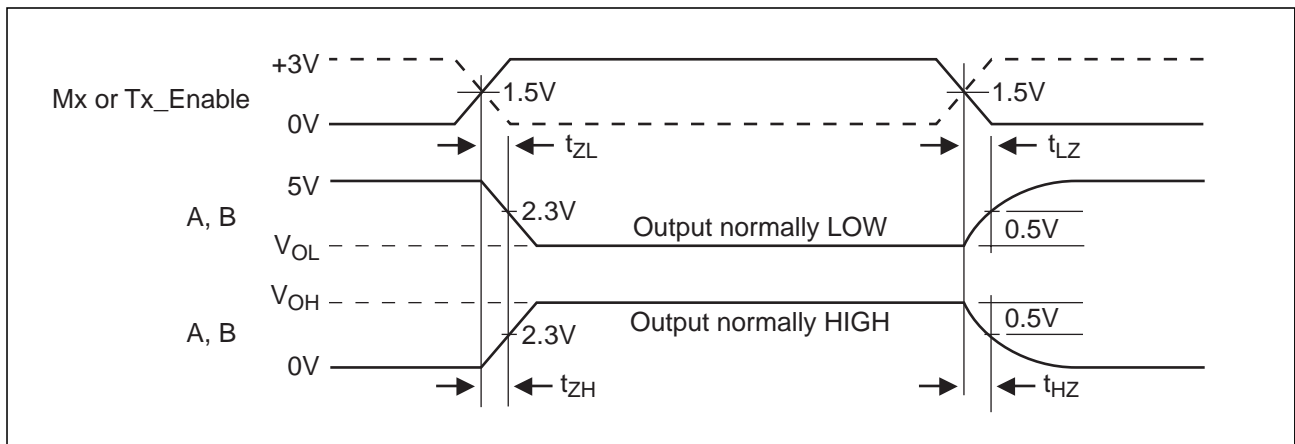 +3V
Mx or Tx_Enable
1.5V
1.5V
0V
tZL
tLZ
5V
A, B
2.3V
Output normally LOW
0.5V
VOL
VOH
A, B
2.3V
Output normally HIGH
0.5V
0V
tZH
tHZ